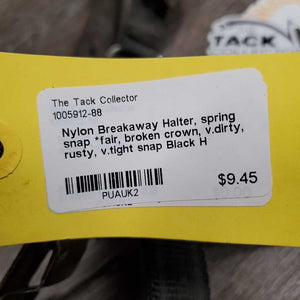 TACK
The Tack Collector
1005912-88
Nylon Breakaway Halter, spring
snap *fair, broken crown, v.dirty,
rusty, v.tight snap Black H
$9.45
PUAUK2